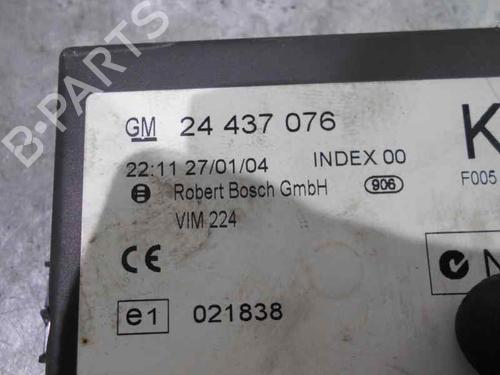 GM 24 437 076 K
22:11 27/01/04 INDEX 00 F005
Robert Bosch GmbH 906
VIM 224
CE N
e1 021838
B-PARTS